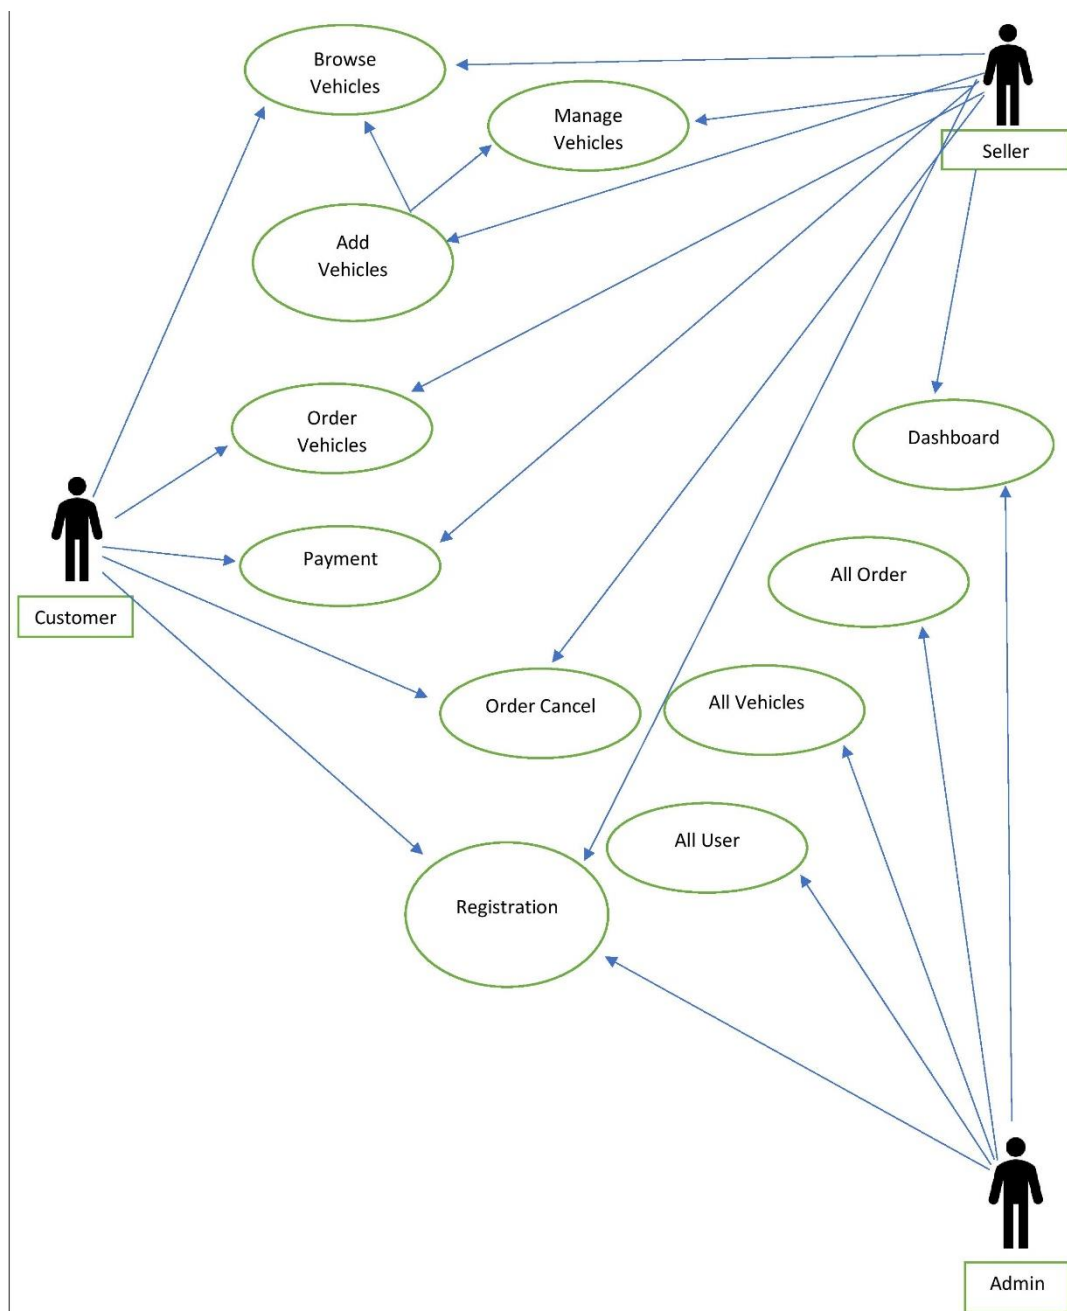 Browse
Vehicles
Manage
Vehicles
Seller
Add
Vehicles
Order
Vehicles
Dashboard
Payment
All Order
Customer
Order Cancel
All Vehicles
All User
Registration
Admin